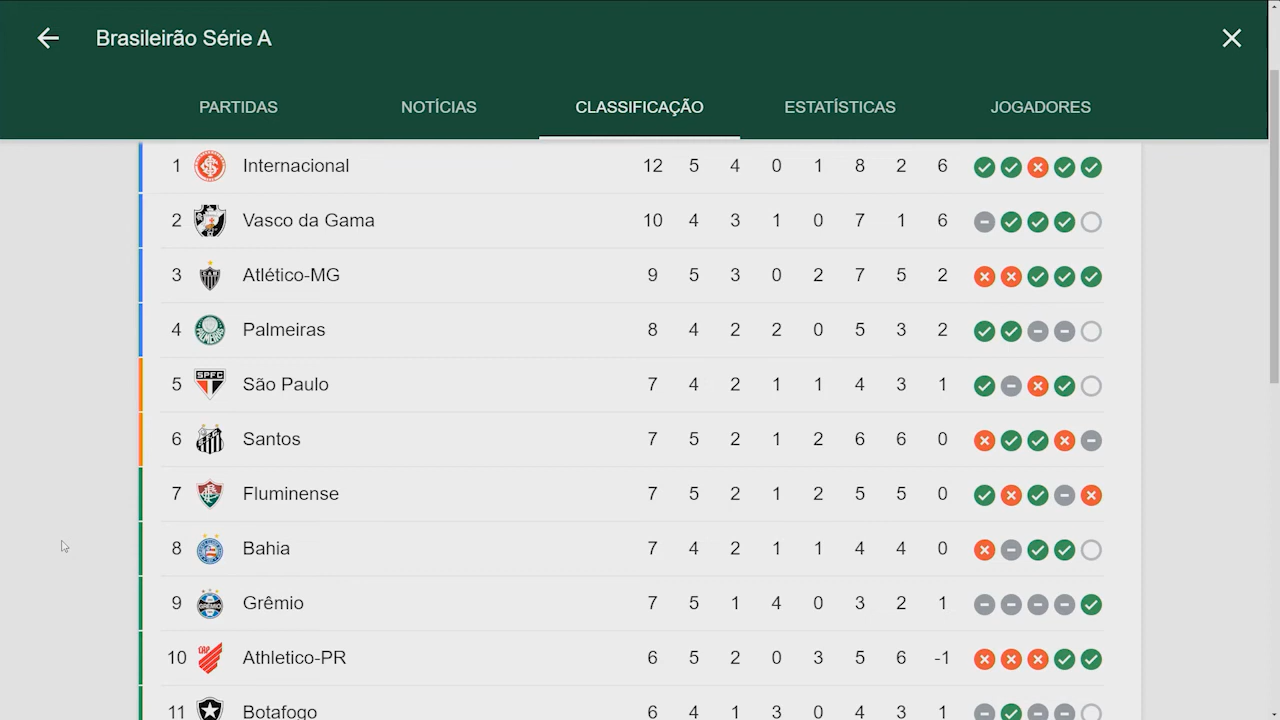 Brasileirão Série A
PARTIDAS NOTÍCIAS CLASSIFICAÇÃO ESTATÍSTICAS JOGADORES
1 Internacional 12 5 4 0 1 8 2 6
2 Vasco da Gama 10 4 3 1 0 7 1 6
3 Atlético-MG 9 5 3 0 2 7 5 2
4 Palmeiras 8 4 2 2 0 5 3 2
5 SPFC São Paulo 7 4 2 1 1 4 3 1
6 Santos 7 5 2 1 2 6 6 0
7 Fluminense 7 5 2 1 2 5 5 0
8 Bahia 7 4 2 1 1 4 4 0
9 GRÊMIO Grêmio 7 5 1 4 0 3 2 1
10 CAP Athletico-PR 6 5 2 0 3 5 6 -1
11 Botafogo 6 4 1 3 0 4 3 1